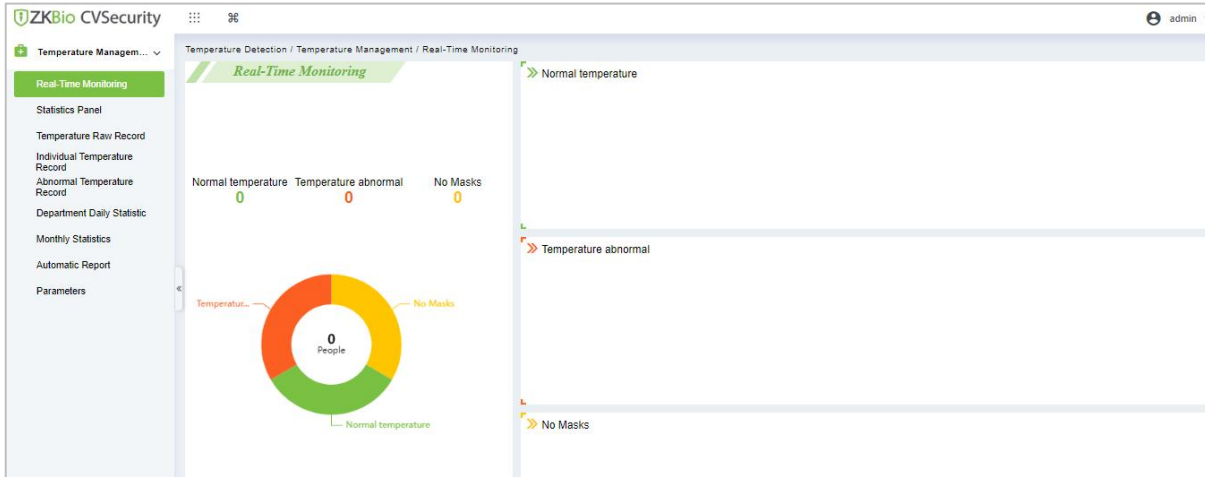 ZKBio CVSecurity
admin
Temperature Managem...
Real-Time Monitoring
Statistics Panel
Temperature Raw Record
Individual Temperature
Record
Abnormal Temperature
Record
Department Daily Statistic
Monthly Statistics
Automatic Report
Parameters
Temperature Detection / Temperature Management / Real-Time Monitoring
Real-Time Monitoring
Normal temperature Temperature abnormal No Masks
0 0 0
Temperatur...
No Masks
0
People
Normal temperature
Normal temperature
Temperature abnormal
No Masks